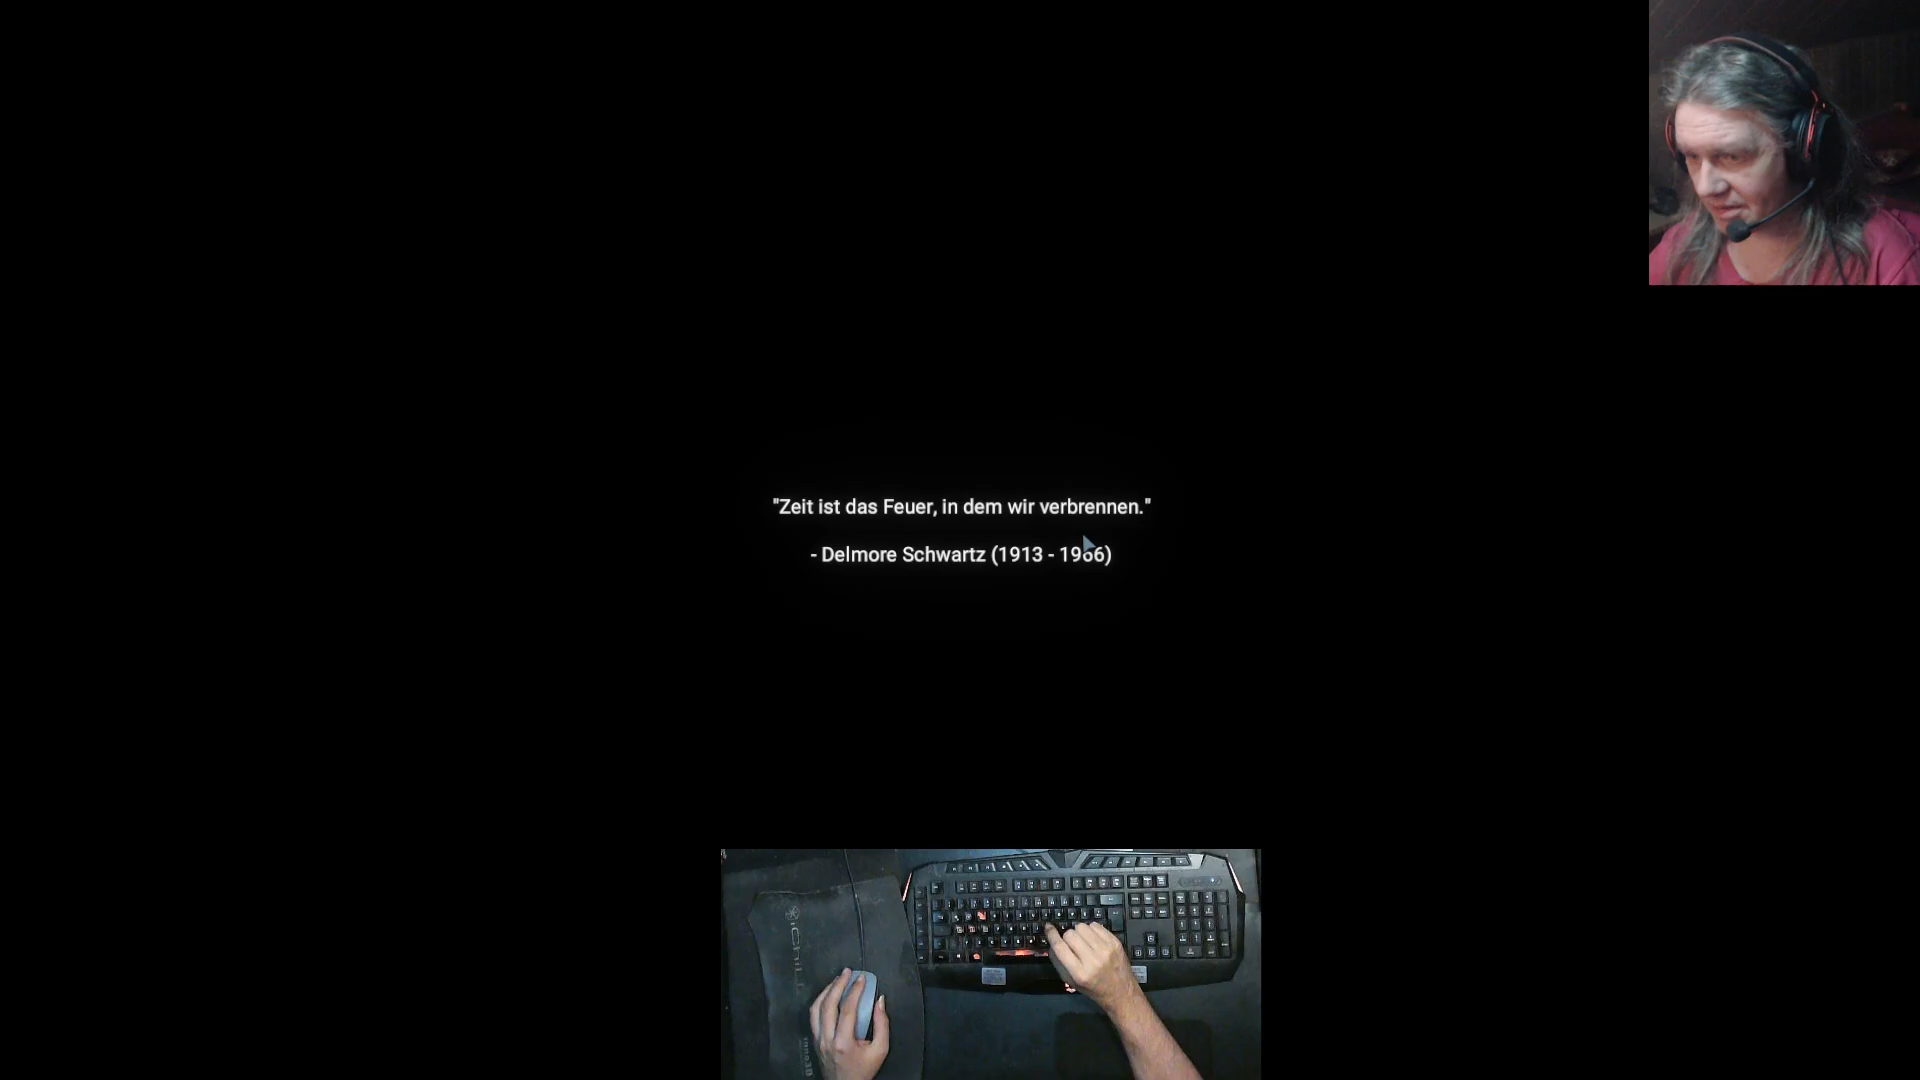 "Zeit ist das Feuer, in dem wir verbrennen."
- Delmore Schwartz (1913 - 1966)